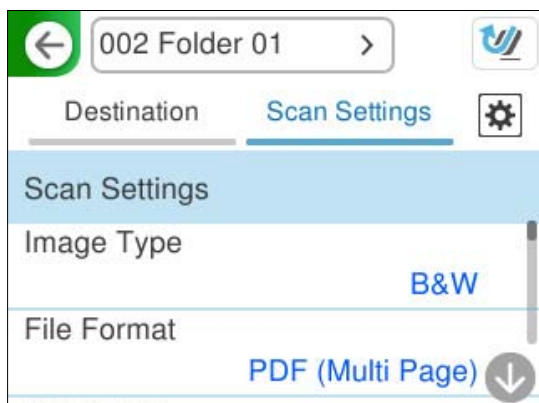 002 Folder 01
Destination Scan Settings
Scan Settings
Image Type
B&W
File Format
PDF (Multi Page)